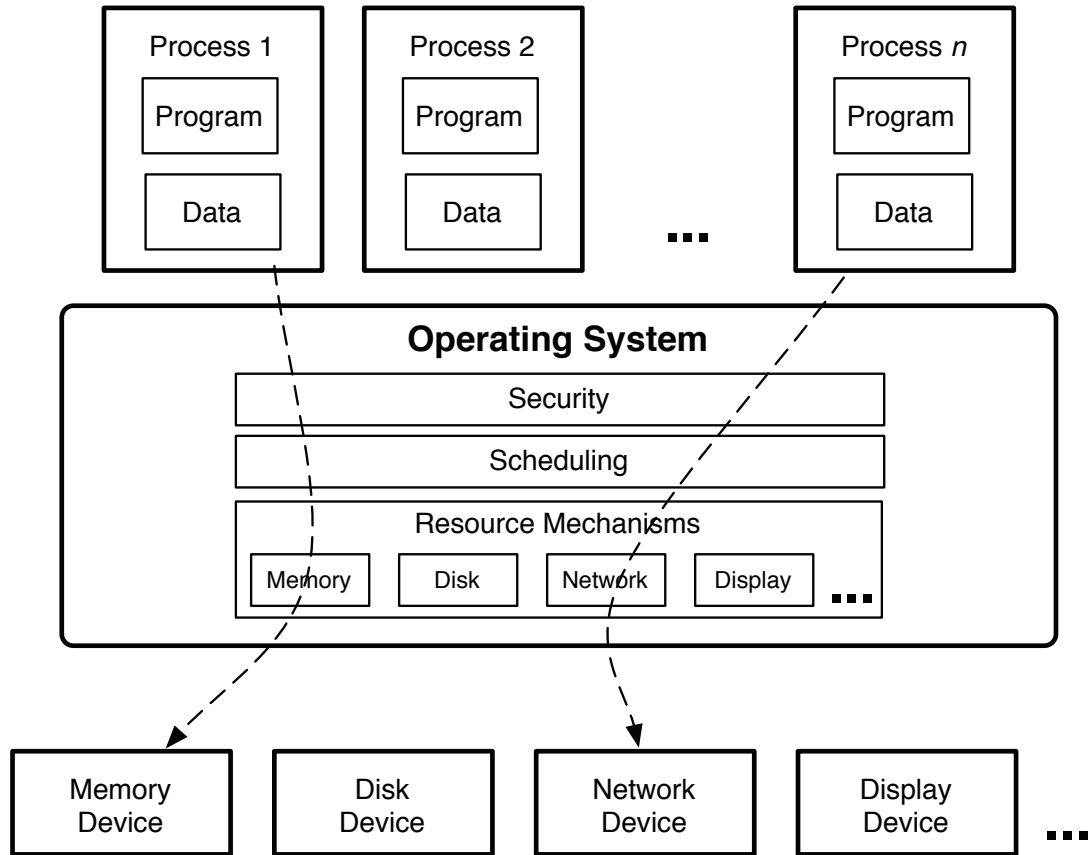 Process 1
Process 2
Process n
Program
Program
Program
Data
Data
Data
...
Operating System
Security
Scheduling
Resource Mechanisms
Memory
Disk
Network
Display
...
Memory
Device
Disk
Device
Network
Device
Display
Device
...